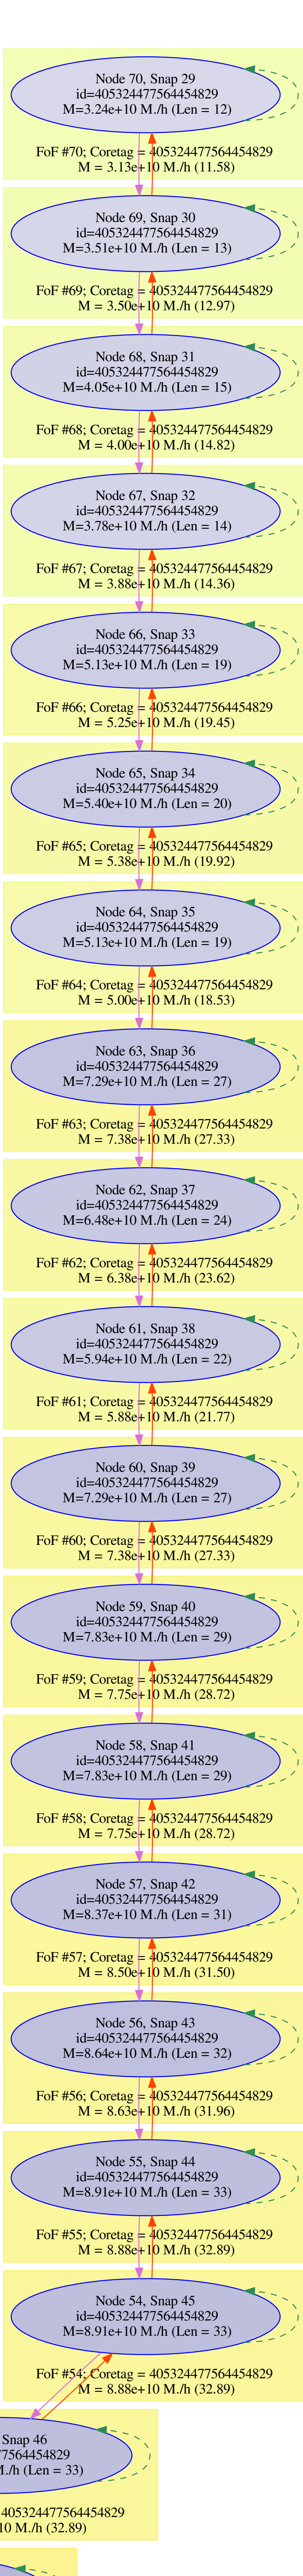 Node 70, Snap 29
id=405324477564454829
M=3.24e+10 M./h (Len = 12)
FoF #70; Coretag = 405324477564454829
M = 3.13e+10 M./h (11.58)
Node 69, Snap 30
id=405324477564454829
M=3.51e+10 M./h (Len = 13)
FoF #69; Coretag = 405324477564454829
M = 3.50e+10 M./h (12.97)
Node 68, Snap 31
id=405324477564454829
M=4.05e+10 M./h (Len = 15)
FoF #68; Coretag = 405324477564454829
M = 4.00e+10 M./h (14.82)
Node 67, Snap 32
id=405324477564454829
M=3.78e+10 M./h (Len = 14)
FoF #67; Coretag = 405324477564454829
M = 3.88e+10 M./h (14.36)
Node 66, Snap 33
id=405324477564454829
M=5.13e+10 M./h (Len = 19)
FoF #66; Coretag = 405324477564454829
M = 5.25e+10 M./h (19.45)
Node 65, Snap 34
id=405324477564454829
M=5.40e+10 M./h (Len = 20)
FoF #65; Coretag = 405324477564454829
M = 5.38e+10 M./h (19.92)
Node 64, Snap 35
id=405324477564454829
M=5.13e+10 M./h (Len = 19)
FoF #64; Coretag = 405324477564454829
M = 5.00e+10 M./h (18.53)
Node 63, Snap 36
id=405324477564454829
M=7.29e+10 M./h (Len = 27)
FoF #63; Coretag = 405324477564454829
M = 7.38e+10 M./h (27.33)
Node 62, Snap 37
id=405324477564454829
M=6.48e+10 M./h (Len = 24)
FoF #62; Coretag = 405324477564454829
M = 6.38e+10 M./h (23.62)
Node 61, Snap 38
id=405324477564454829
M=5.94e+10 M./h (Len = 22)
FoF #61; Coretag = 405324477564454829
M = 5.88e+10 M./h (21.77)
Node 60, Snap 39
id=405324477564454829
M=7.29e+10 M./h (Len = 27)
FoF #60; Coretag = 405324477564454829
M = 7.38e+10 M./h (27.33)
Node 59, Snap 40
id=405324477564454829
M=7.83e+10 M./h (Len = 29)
FoF #59; Coretag = 405324477564454829
M = 7.75e+10 M./h (28.72)
Node 58, Snap 41
id=405324477564454829
M=7.83e+10 M./h (Len = 29)
FoF #58; Coretag = 405324477564454829
M = 7.75e+10 M./h (28.72)
Node 57, Snap 42
id=405324477564454829
M=8.37e+10 M./h (Len = 31)
FoF #57; Coretag = 405324477564454829
M = 8.50e+10 M./h (31.50)
Node 56, Snap 43
id=405324477564454829
M=8.64e+10 M./h (Len = 32)
FoF #56; Coretag = 405324477564454829
M = 8.63e+10 M./h (31.96)
Node 55, Snap 44
id=405324477564454829
M=8.91e+10 M./h (Len = 33)
FoF #55; Coretag = 405324477564454829
M = 8.88e+10 M./h (32.89)
Node 54, Snap 45
id=405324477564454829
M=8.91e+10 M./h (Len = 33)
FoF #54; Coretag = 405324477564454829
M = 8.88e+10 M./h (32.89)
Snap 46
7564454829
M./h (Len = 33)
405324477564454829
10 M./h (32.89)